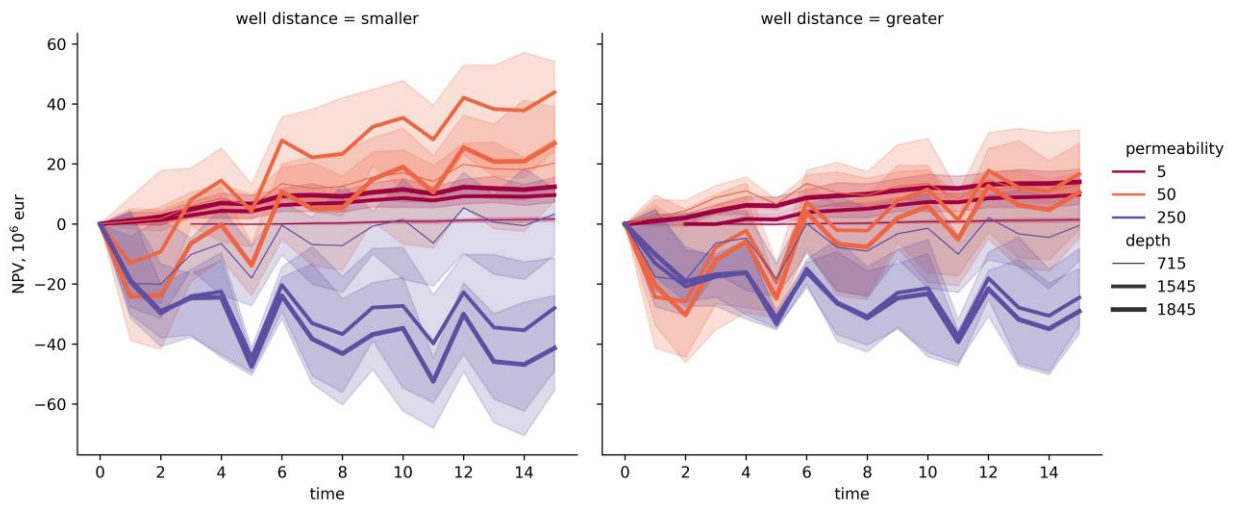 well distance = smaller
well distance = greater
NPV, 10⁶ eur
60
40
20
0
−20
−40
−60
0 2 4 6 8 10 12 14
time
0 2 4 6 8 10 12 14
time
permeability
5
50
250
depth
715
1545
1845